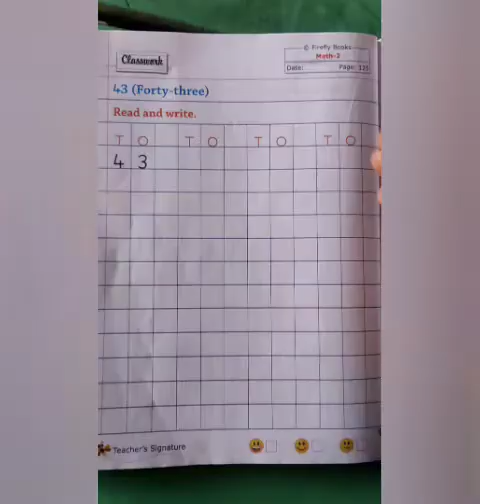 © Firefly Books
Classwork
Math-2
Date: Page: 125
43 (Forty-three)
Read and write.
T O T O T O T O
4 3
Teacher's Signature